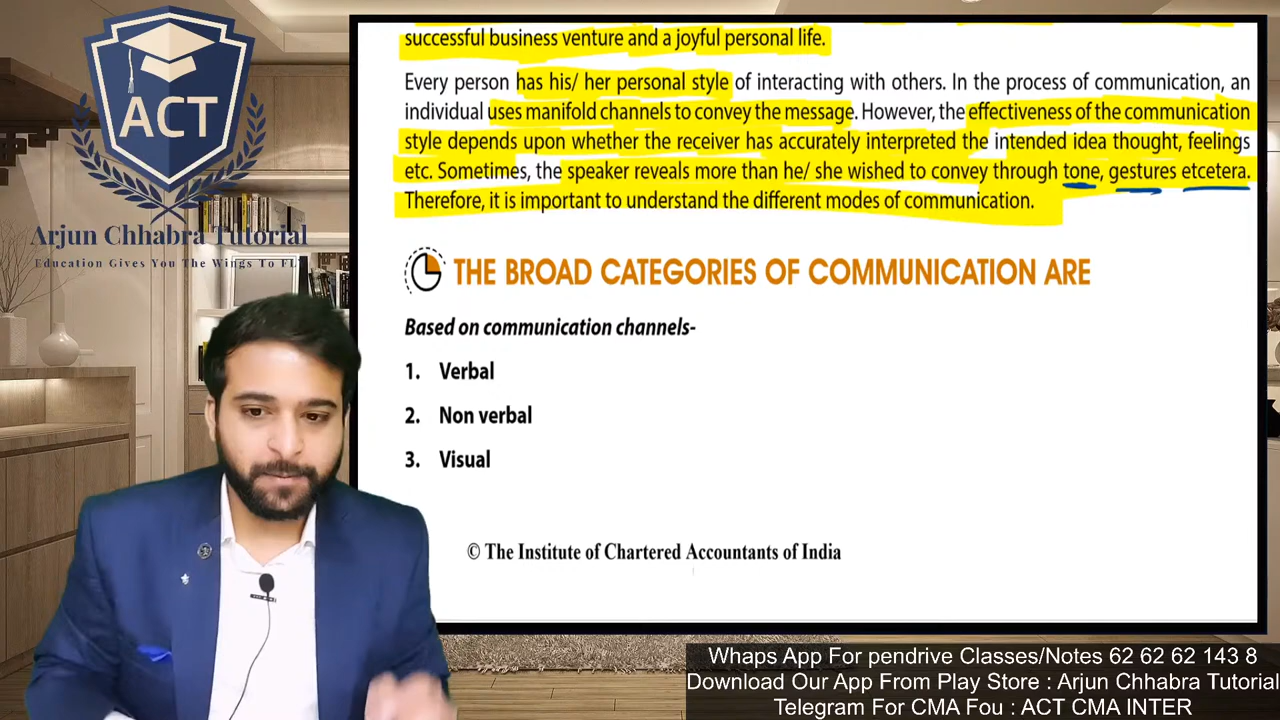 ACT
Arjun Chhabra Tutorial
Education Gives You The Wings To Fl
successful business venture and a joyful personal life.
Every person has his/ her personal style of interacting with others. In the process of communication, an
individual uses manifold channels to convey the message. However, the effectiveness of the communication
style depends upon whether the receiver has accurately interpreted the intended idea thought, feelings
etc. Sometimes, the speaker reveals more than he/ she wished to convey through tone, gestures etcetera.
Therefore, it is important to understand the different modes of communication.
THE BROAD CATEGORIES OF COMMUNICATION ARE
Based on communication channels-
1. Verbal
2. Non verbal
3. Visual
© The Institute of Chartered Accountants of India
Whaps App For pendrive Classes/Notes 62 62 62 143 8
Download Our App From Play Store : Arjun Chhabra Tutorial
Telegram For CMA Fou : ACT CMA INTER